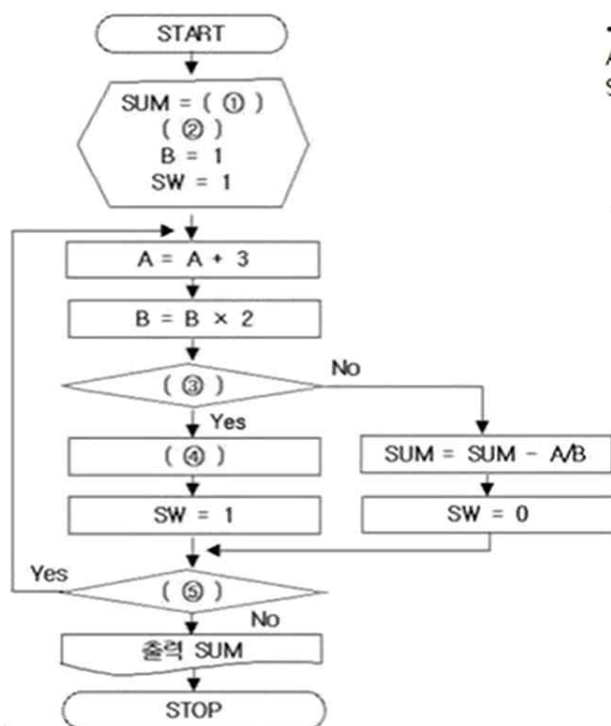 START
SUM = ( ① )
( ② )
B = 1
SW = 1
A = A + 3
B = B × 2
( ③ )
No
Yes
( ④ )
SUM = SUM - A/B
SW = 1
SW = 0
Yes
( ⑤ )
No
출력 SUM
STOP